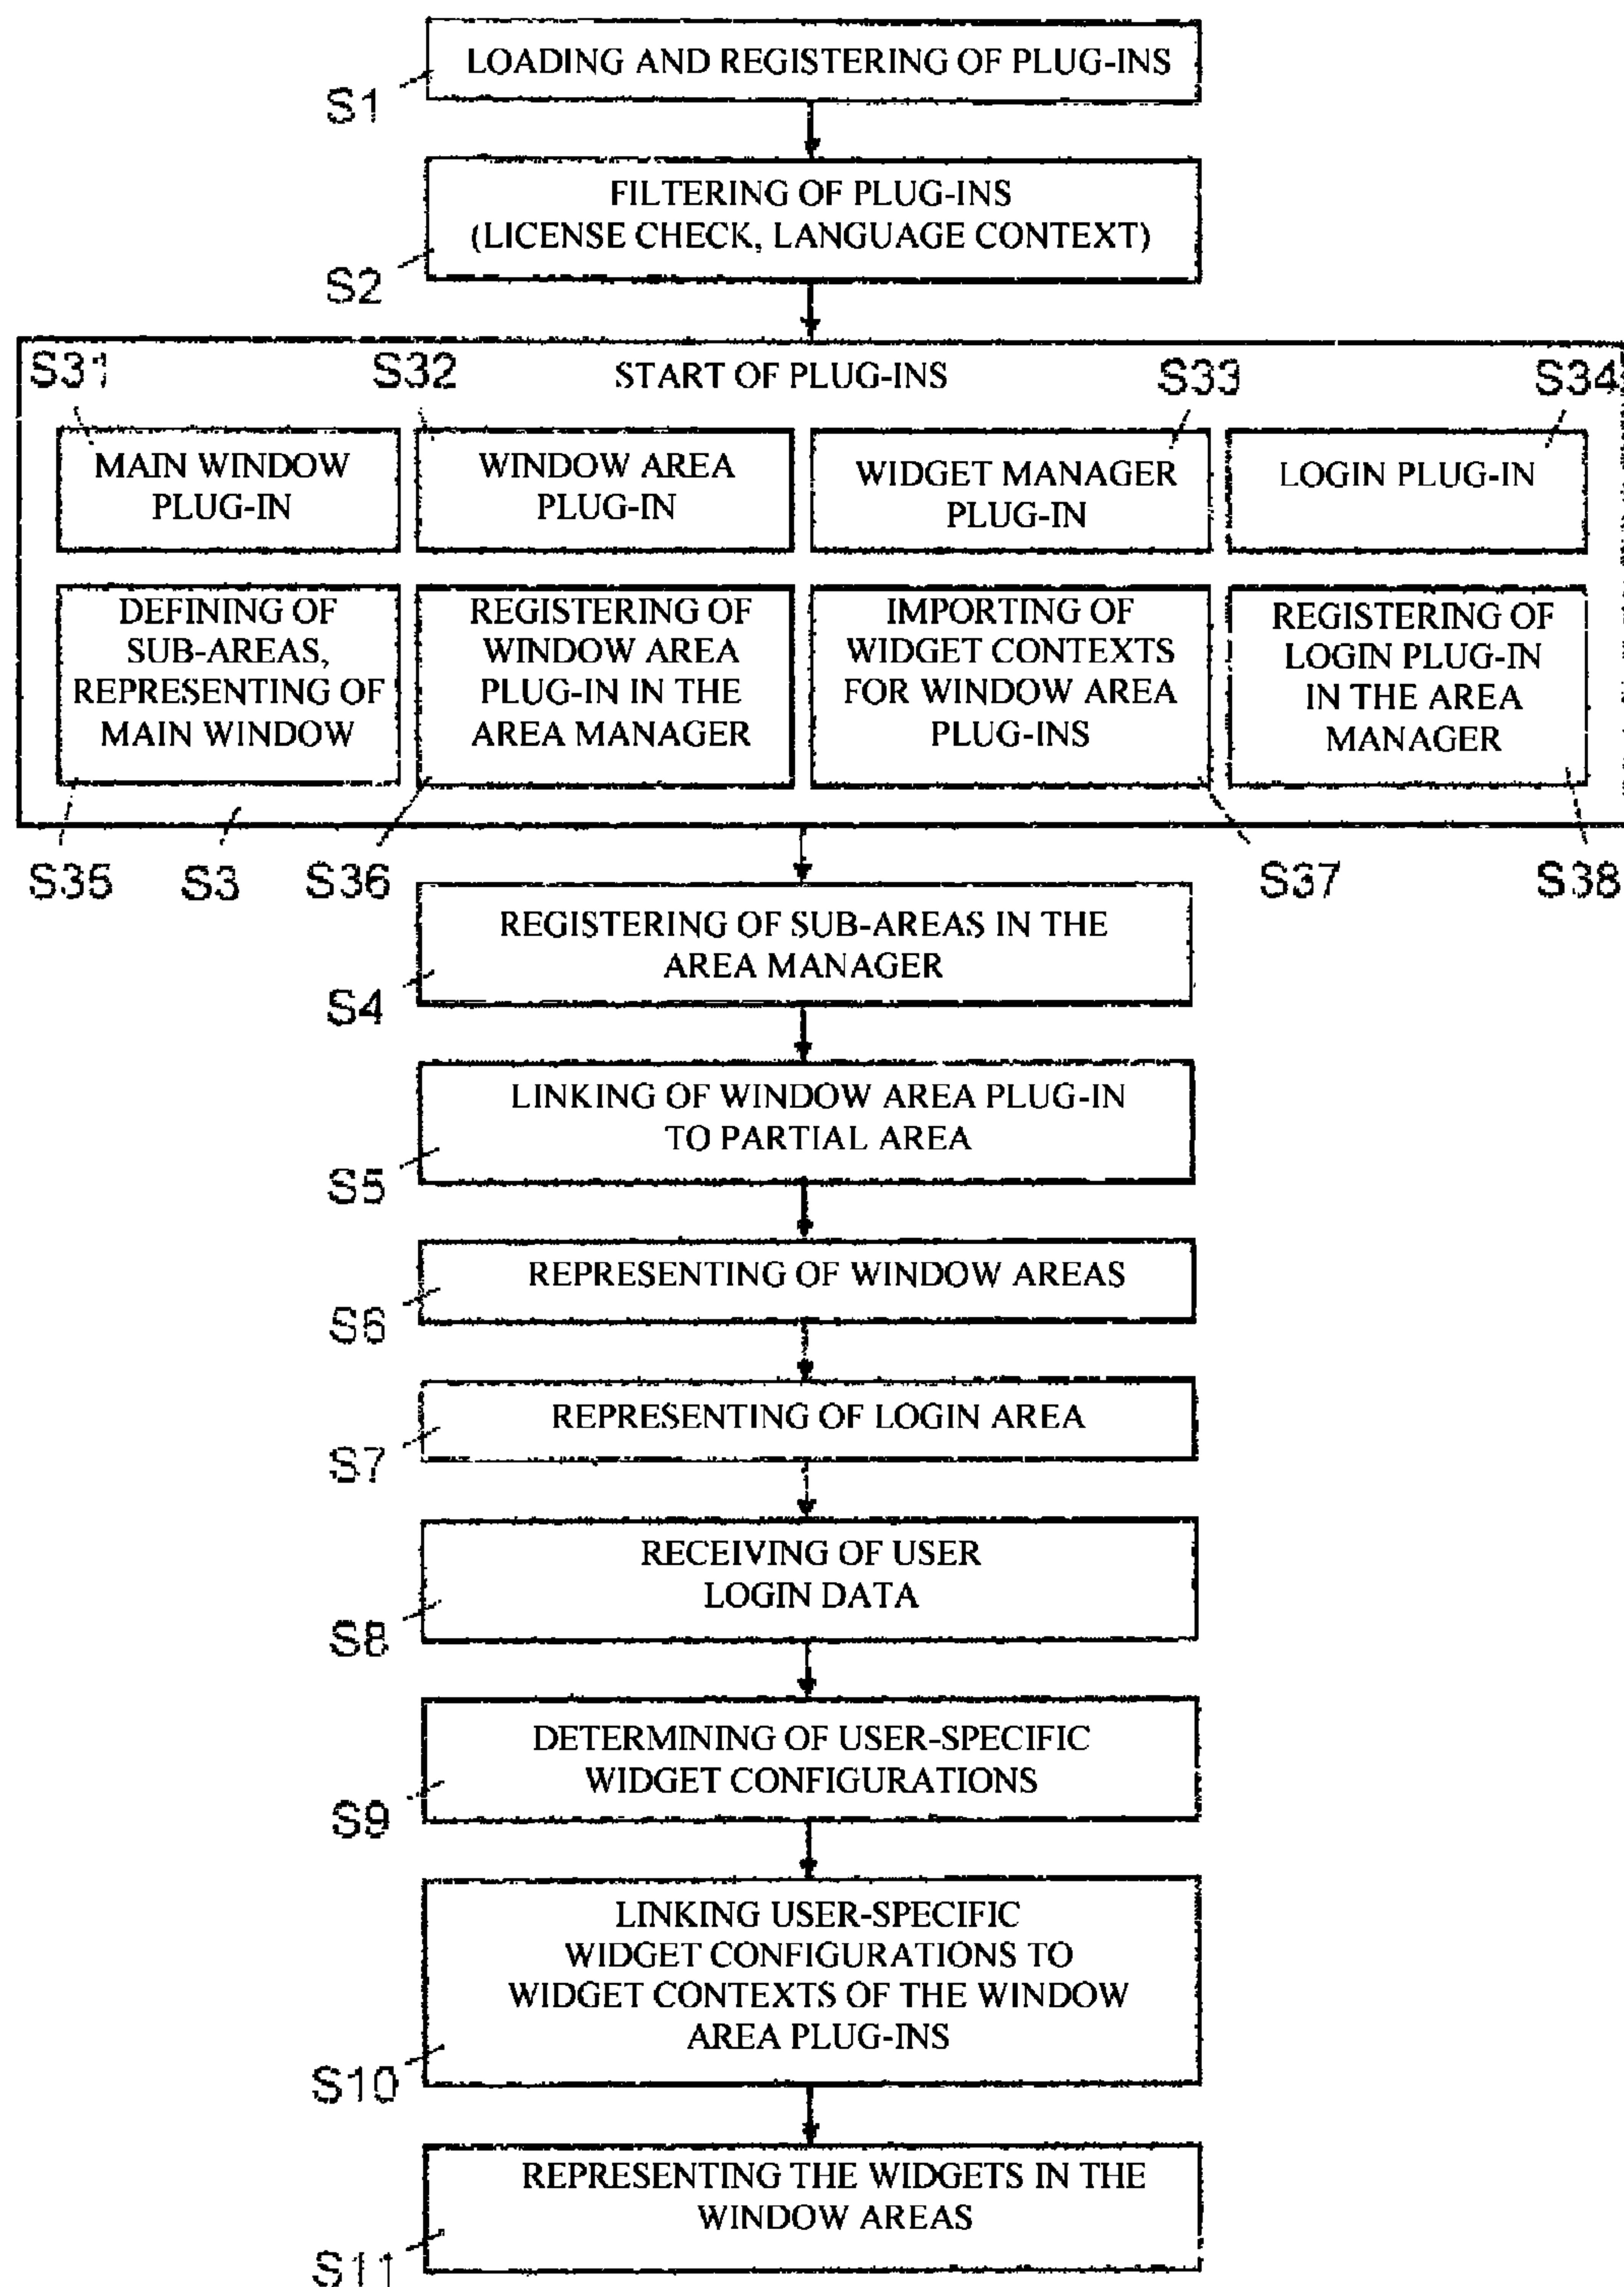 LOADING AND REGISTERING OF PLUG-INS
S1
FILTERING OF PLUG-INS
(LICENSE CHECK, LANGUAGE CONTEXT)
S2
START OF PLUG-INS
S31
S32
S33
S34
MAIN WINDOW
PLUG-IN
WINDOW AREA
PLUG-IN
WIDGET MANAGER
PLUG-IN
LOGIN PLUG-IN
DEFINING OF
SUB-AREAS,
REPRESENTING OF
MAIN WINDOW
REGISTERING OF
WINDOW AREA
PLUG-IN IN THE
AREA MANAGER
IMPORTING OF
WIDGET CONTEXTS
FOR WINDOW AREA
PLUG-INS
REGISTERING OF
LOGIN PLUG-IN
IN THE AREA
MANAGER
S35
S3
S36
S37
S38
REGISTERING OF SUB-AREAS IN THE
AREA MANAGER
S4
LINKING OF WINDOW AREA PLUG-IN
TO PARTIAL AREA
S5
REPRESENTING OF WINDOW AREAS
S6
REPRESENTING OF LOGIN AREA
S7
RECEIVING OF USER
LOGIN DATA
S8
DETERMINING OF USER-SPECIFIC
WIDGET CONFIGURATIONS
S9
LINKING USER-SPECIFIC
WIDGET CONFIGURATIONS TO
WIDGET CONTEXTS OF THE WINDOW
AREA PLUG-INS
S10
REPRESENTING THE WIDGETS IN THE
WINDOW AREAS
S11